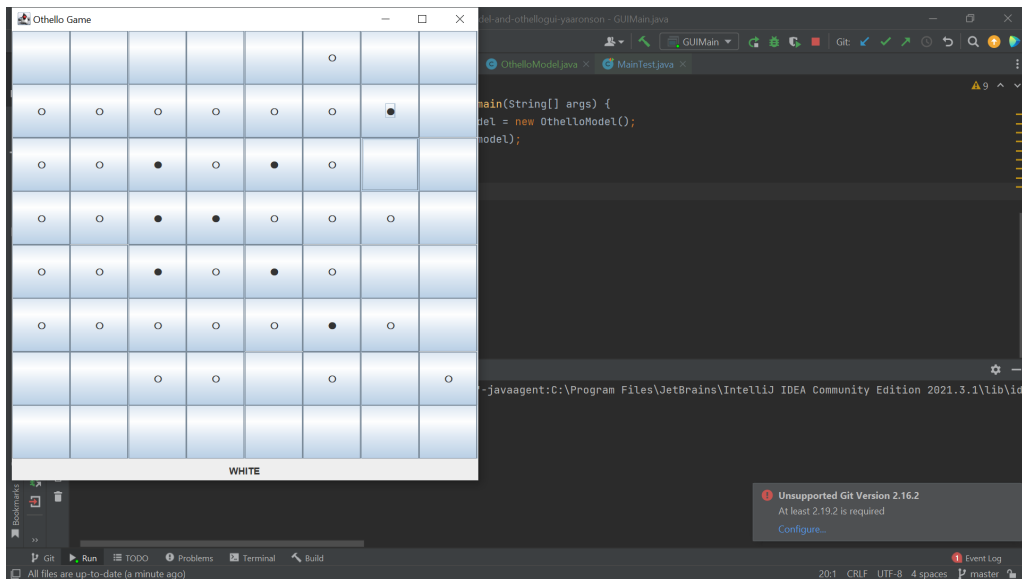 Othello Game
del-and-othellogui-yaaronson - GUIMain.java
GUIMain
Git:
OthelloModel.java
MainTest.java
9
main(String[] args) {
del = new OthelloModel();
model);
O
O O O O O O ●
O O ● O ● O
O O ● ● O O O
O O ● O ● O
O O O O O ● O
O O O O
WHITE
-javaagent:C:\Program Files\JetBrains\IntelliJ IDEA Community Edition 2021.3.1\lib\id
Bookmarks
Unsupported Git Version 2.16.2
At least 2.19.2 is required
Configure...
Git Run TODO Problems Terminal Build
1 Event Log
All files are up-to-date (a minute ago)
20:1 CRLF UTF-8 4 spaces master